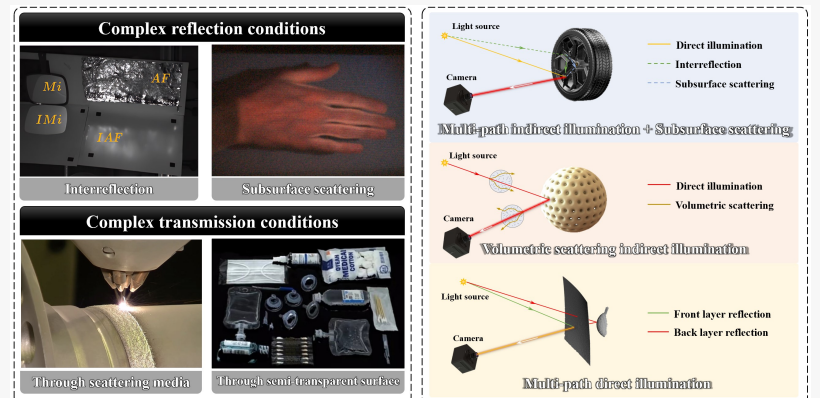 Complex reflection conditions
Mi
AF
IMi
IAF
Interreflection
Subsurface scattering
Complex transmission conditions
MEDICAL
COTTON
Through scattering media
Through semi-transparent surface
Light source
Camera
Direct illumination
Interreflection
Subsurface scattering
Multi-path indirect illumination + Subsurface scattering
Light source
Camera
Direct illumination
Volumetric scattering
Volumetric scattering indirect illumination
Light source
Camera
Front layer reflection
Back layer reflection
Multi-path direct illumination